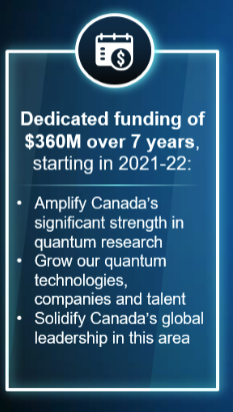 $
Dedicated funding of
$360M over 7 years,
starting in 2021-22:
• Amplify Canada's
significant strength in
quantum research
• Grow our quantum
technologies,
companies and talent
• Solidify Canada's global
leadership in this area